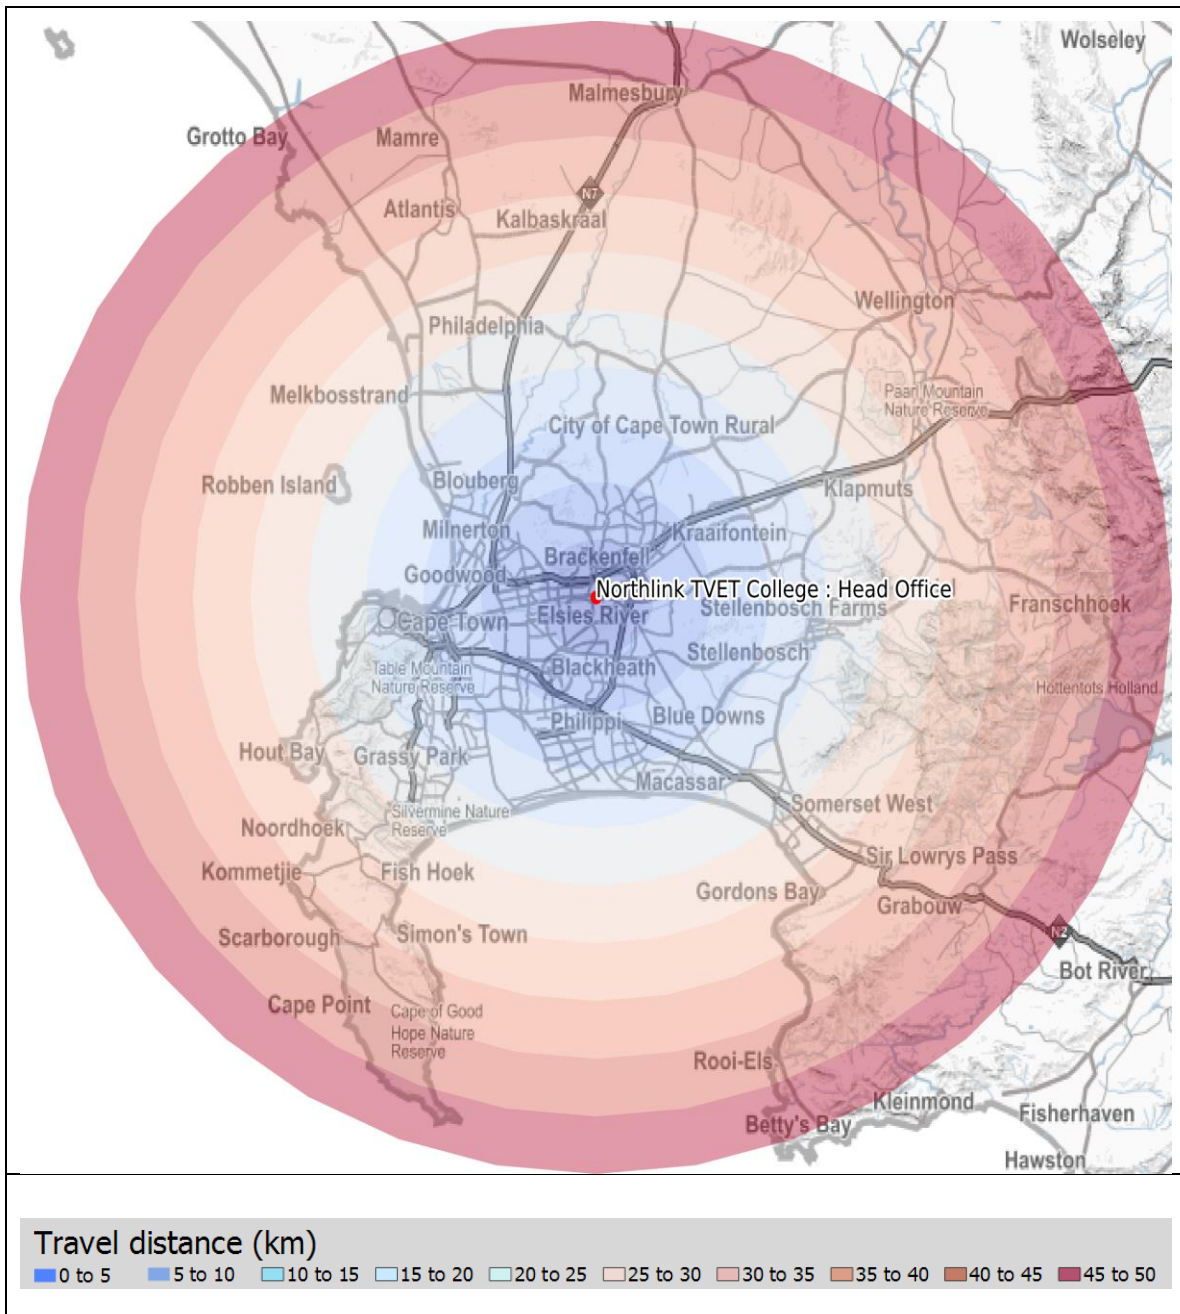 Wolseley
Malmesbury
Grotto Bay
Mamre
N7
Atlantis
Kalbaskraal
Wellington
Philadelphia
Melkbosstrand
Paarl Mountain
Nature Reserve
City of Cape Town Rural
Robben Island
Blouberg
Klapmuts
Milnerton
Kraaifontein
Brackenfell
Goodwood
Northlink TVET College : Head Office
Stellenbosch Farms
Franschhoek
Cape Town
Elsies River
Stellenbosch
Blackheath
Table Mountain
Nature Reserve
Hottentots Holland
Philippi
Blue Downs
Hout Bay
Grassy Park
Macassar
Silvermine Nature
Reserve
Somerset West
Noordhoek
Kommetjie
Fish Hoek
Sir Lowrys Pass
Gordons Bay
Grabouw
Scarborough
Simon's Town
N2
Bot River
Cape Point
Cape of Good
Hope Nature
Reserve
Rooi-Els
Kleinmond
Betty's Bay
Fisherhaven
Hawston
Travel distance (km)
0 to 5 5 to 10 10 to 15 15 to 20 20 to 25 25 to 30 30 to 35 35 to 40 40 to 45 45 to 50